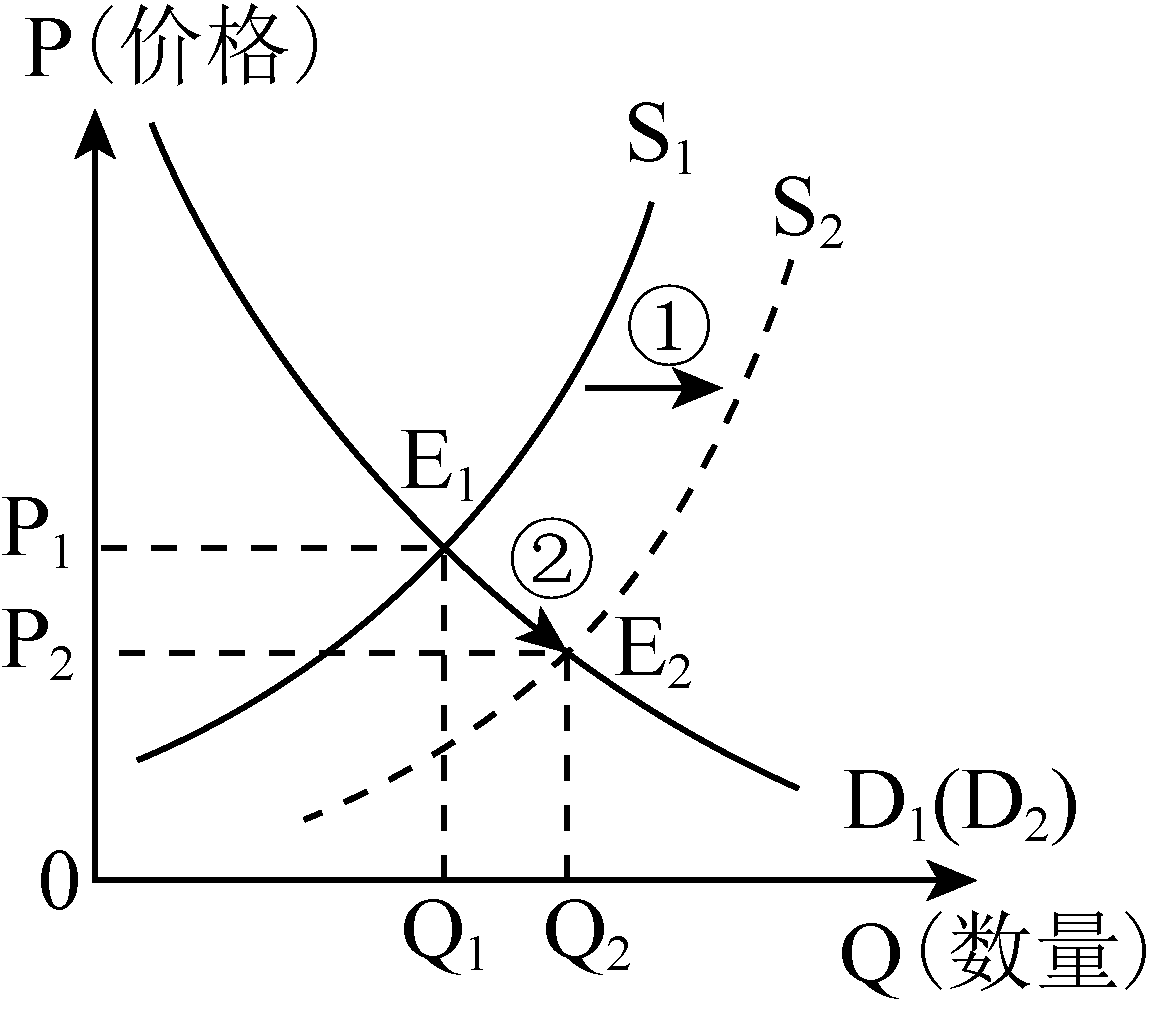 P(价格)
S₁
S₂
①
E₁
P₁
②
P₂
E₂
D₁(D₂)
0
Q₁ Q₂
Q(数量)